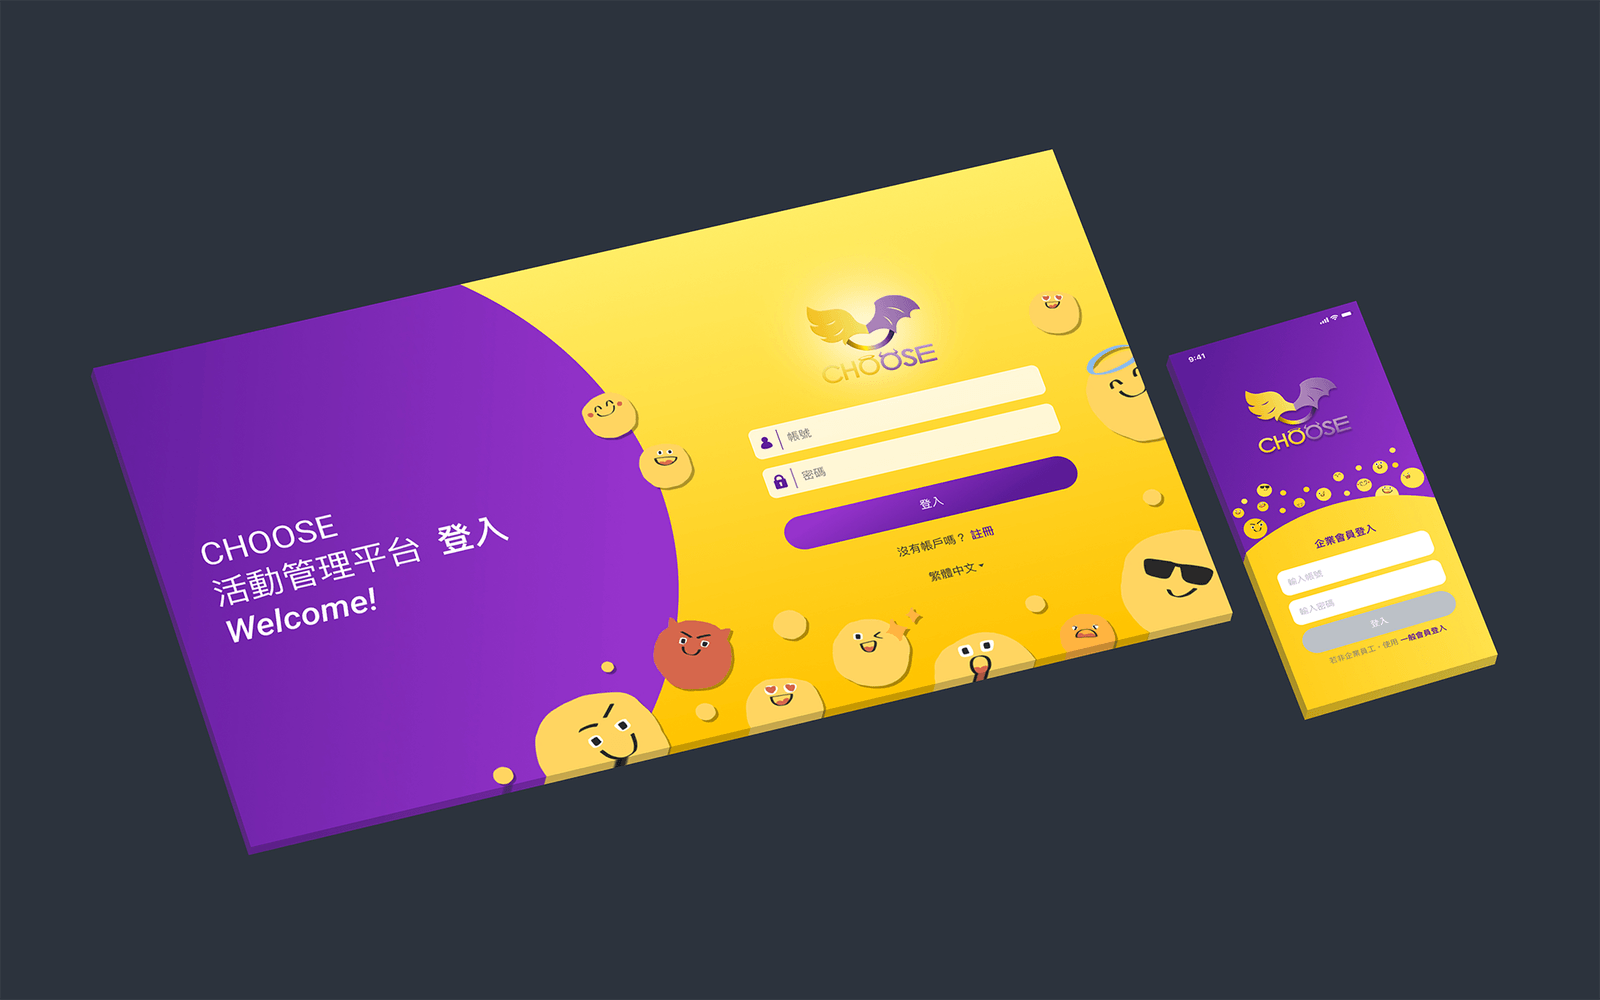 CHOOSE
活動管理平台 登入
Welcome!
CHOOSE
帳號
密碼
登入
沒有帳戶嗎？ 註冊
繁體中文
9:41
CHOOSE
企業會員登入
輸入帳號
輸入密碼
登入
若非企業員工，使用 一般會員登入